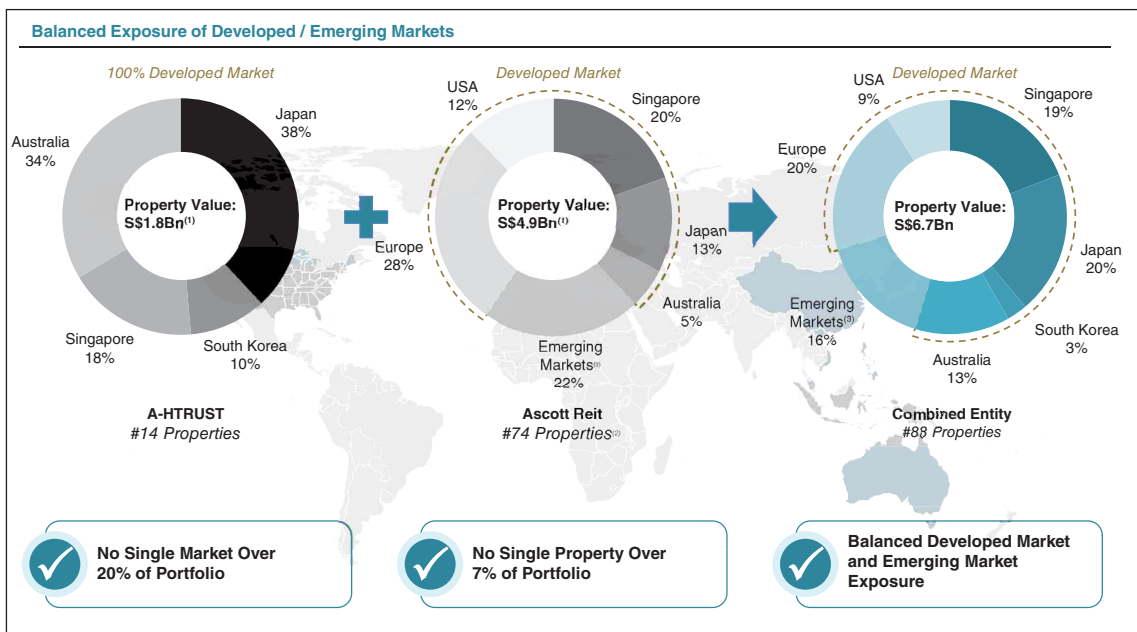 Balanced Exposure of Developed / Emerging Markets
100% Developed Market
Japan
38%
Australia
34%
Property Value:
S$1.8Bn(1)
Singapore
18%
South Korea
10%
A-HTRUST
#14 Properties
Developed Market
USA
12%
Singapore
20%
Property Value:
S$4.9Bn(1)
Europe
28%
Japan
13%
Australia
5%
Emerging
Markets(3)
22%
Ascott Reit
#74 Properties(2)
Developed Market
USA
9%
Singapore
19%
Europe
20%
Property Value:
S$6.7Bn
Japan
20%
Emerging
Markets(3)
16%
South Korea
3%
Australia
13%
Combined Entity
#88 Properties
No Single Market Over
20% of Portfolio
No Single Property Over
7% of Portfolio
Balanced Developed Market
and Emerging Market
Exposure